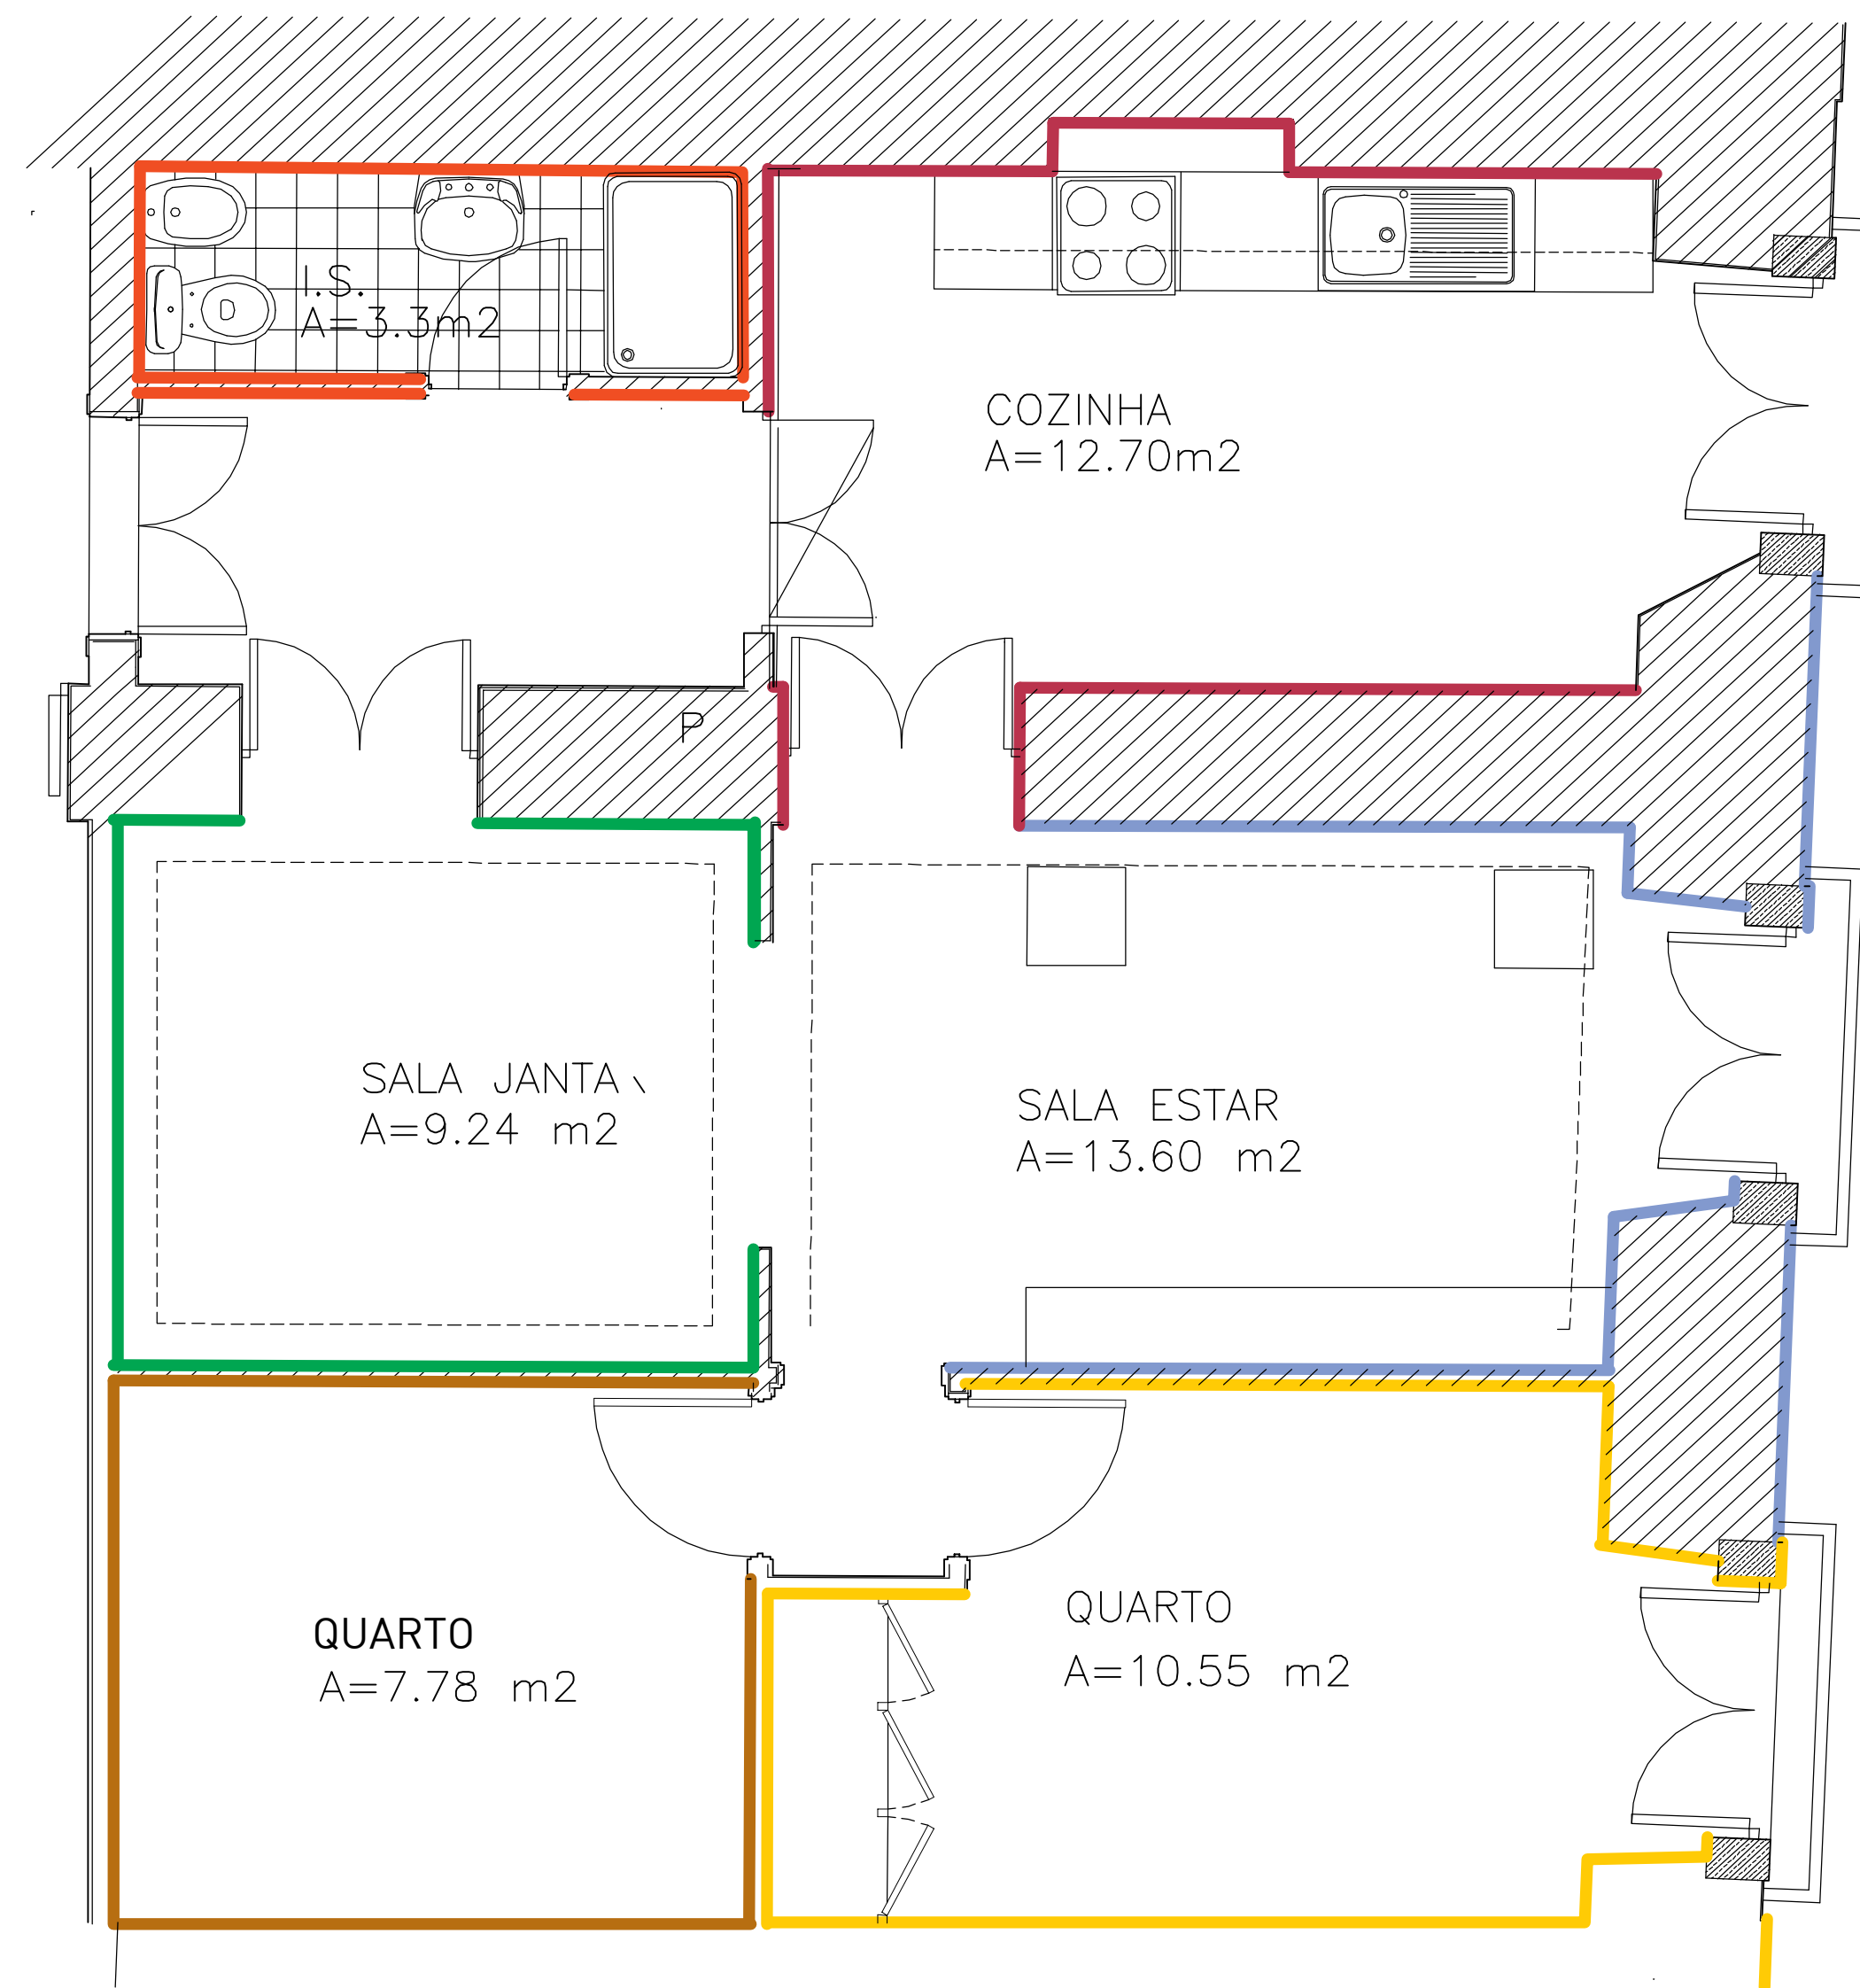 I.S.
A=3.3m2
COZINHA
A=12.70m2
P
SALA JANTA
A=9.24 m2
SALA ESTAR
A=13.60 m2
QUARTO
A=7.78 m2
QUARTO
A=10.55 m2